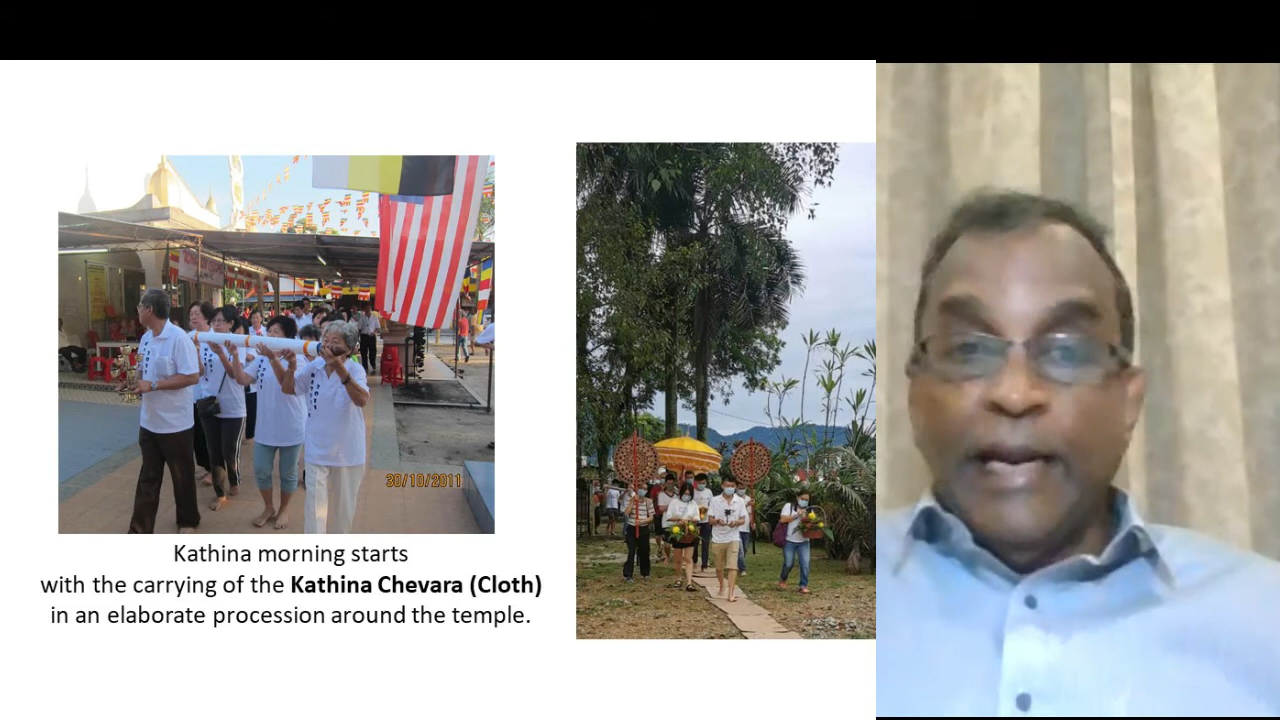 30/10/2011
Kathina morning starts
with the carrying of the Kathina Chevara (Cloth)
in an elaborate procession around the temple.